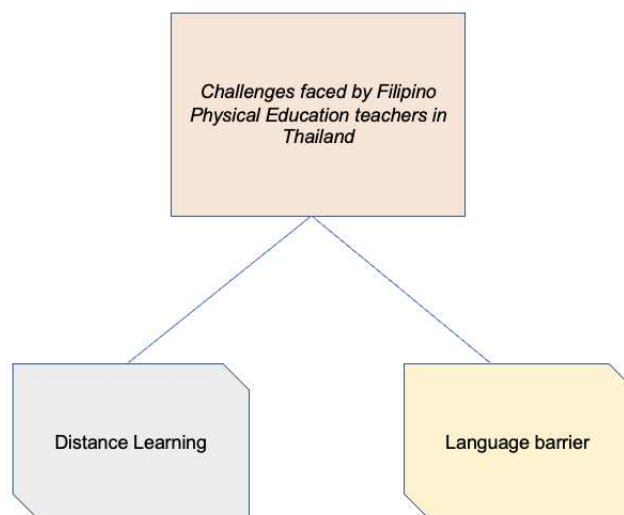 Challenges faced by Filipino
Physical Education teachers in
Thailand
Distance Learning
Language barrier